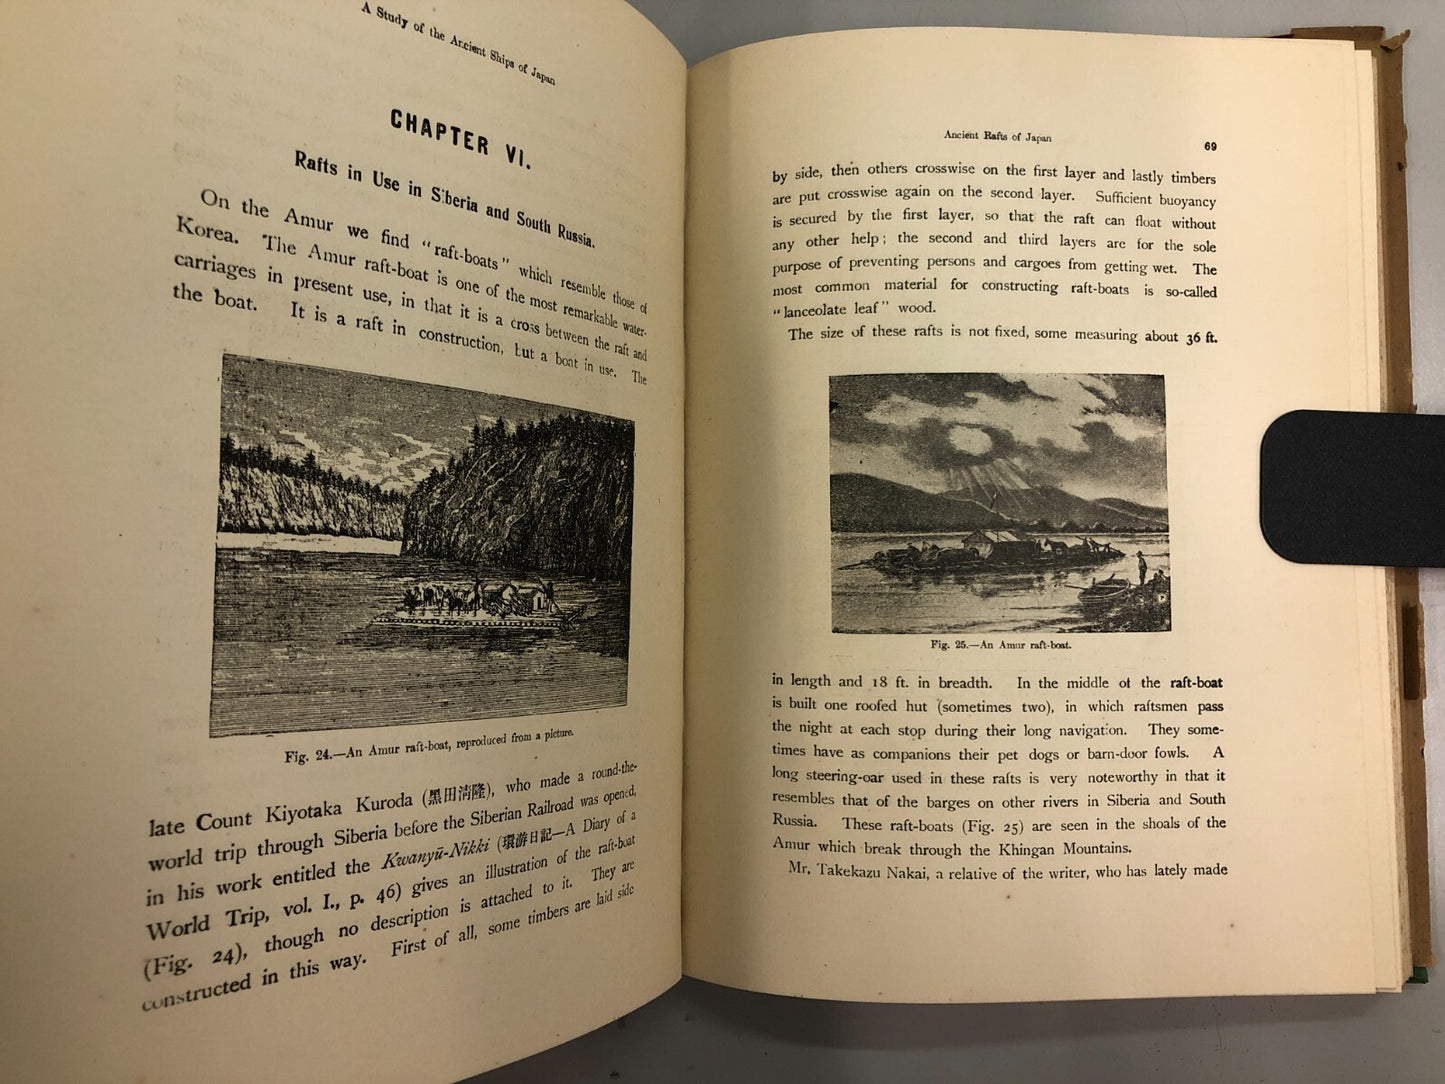 A Study of the Ancient Ships of Japan
CHAPTER VI.
Rafts in Use in Siberia and South Russia.
On the Amur we find "raft-boats" which resemble those of
Korea. The Amur raft-boat is one of the most remarkable water-
carriages in present use, in that it is a cross between the raft and
the boat. It is a raft in construction, but a boat in use. The
Fig. 24.—An Amur raft-boat, reproduced from a picture.
late Count Kiyotaka Kuroda (黑田淸隆), who made a round-the-
world trip through Siberia before the Siberian Railroad was opened,
in his work entitled the Kwanyū-Nikki (環游日記—A Diary of a
World Trip, vol. I., p. 46) gives an illustration of the raft-boat
(Fig. 24), though no description is attached to it. They are
constructed in this way. First of all, some timbers are laid side
Ancient Rafts of Japan
69
by side, then others crosswise on the first layer and lastly timbers
are put crosswise again on the second layer. Sufficient buoyancy
is secured by the first layer, so that the raft can float without
any other help; the second and third layers are for the sole
purpose of preventing persons and cargoes from getting wet. The
most common material for constructing raft-boats is so-called
"lanceolate leaf" wood.
The size of these rafts is not fixed, some measuring about 36 ft.
Fig. 25.—An Amur raft-boat.
in length and 18 ft. in breadth. In the middle of the raft-boat
is built one roofed hut (sometimes two), in which raftsmen pass
the night at each stop during their long navigation. They some-
times have as companions their pet dogs or barn-door fowls. A
long steering-oar used in these rafts is very noteworthy in that it
resembles that of the barges on other rivers in Siberia and South
Russia. These raft-boats (Fig. 25) are seen in the shoals of the
Amur which break through the Khingan Mountains.
Mr. Takekazu Nakai, a relative of the writer, who has lately made